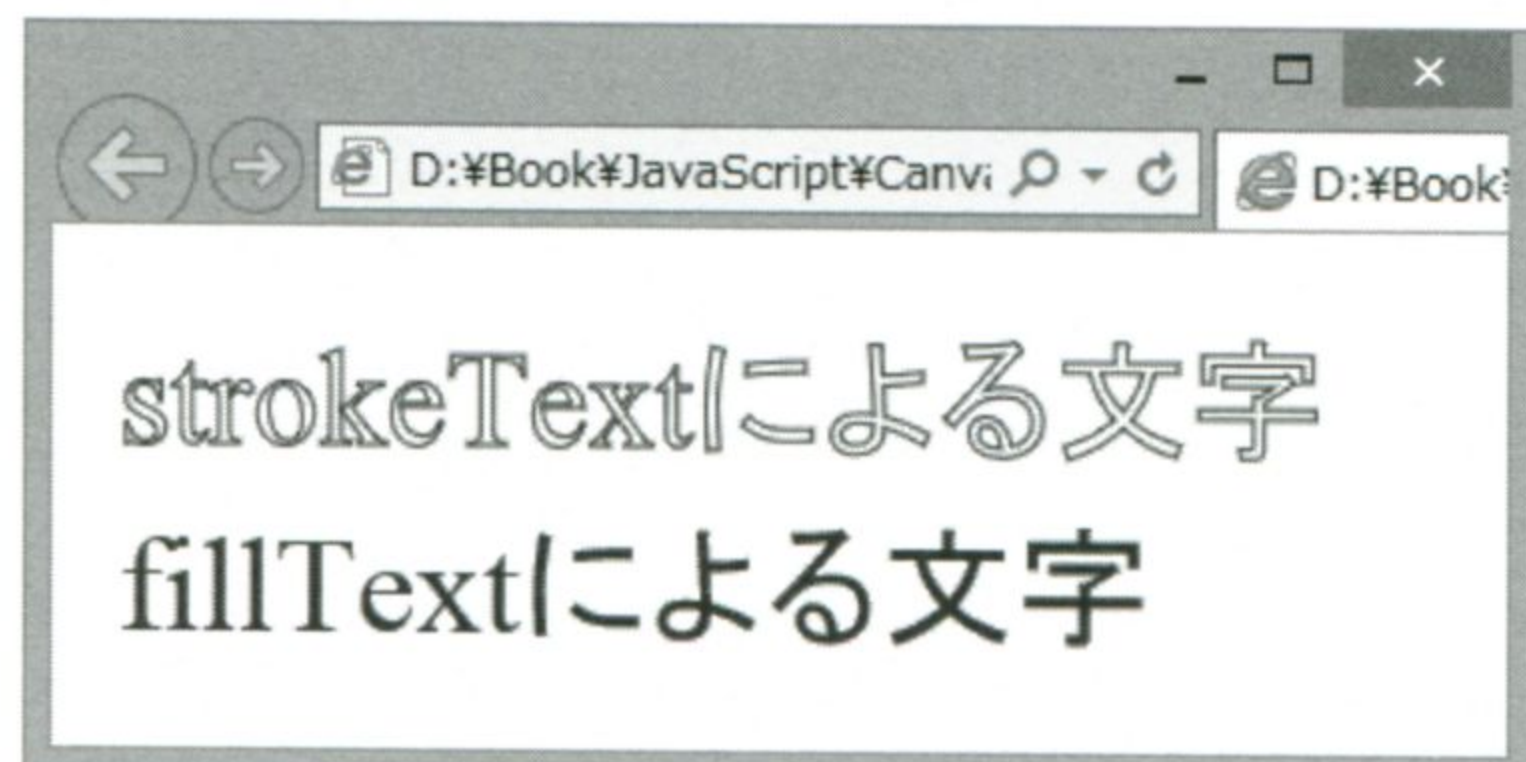 D:¥Book¥JavaScript¥Canv
D:¥Book
strokeTextによる文字
fillTextによる文字